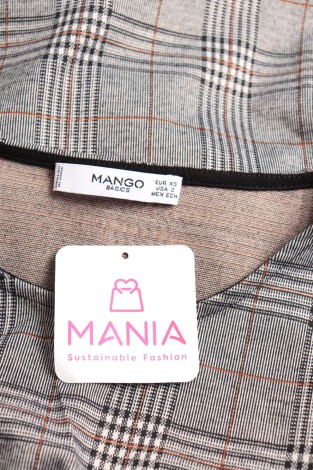 MANGO
BASICS
EUR XS
USA 2
MEX ECH
MANIA
Sustainable Fashion